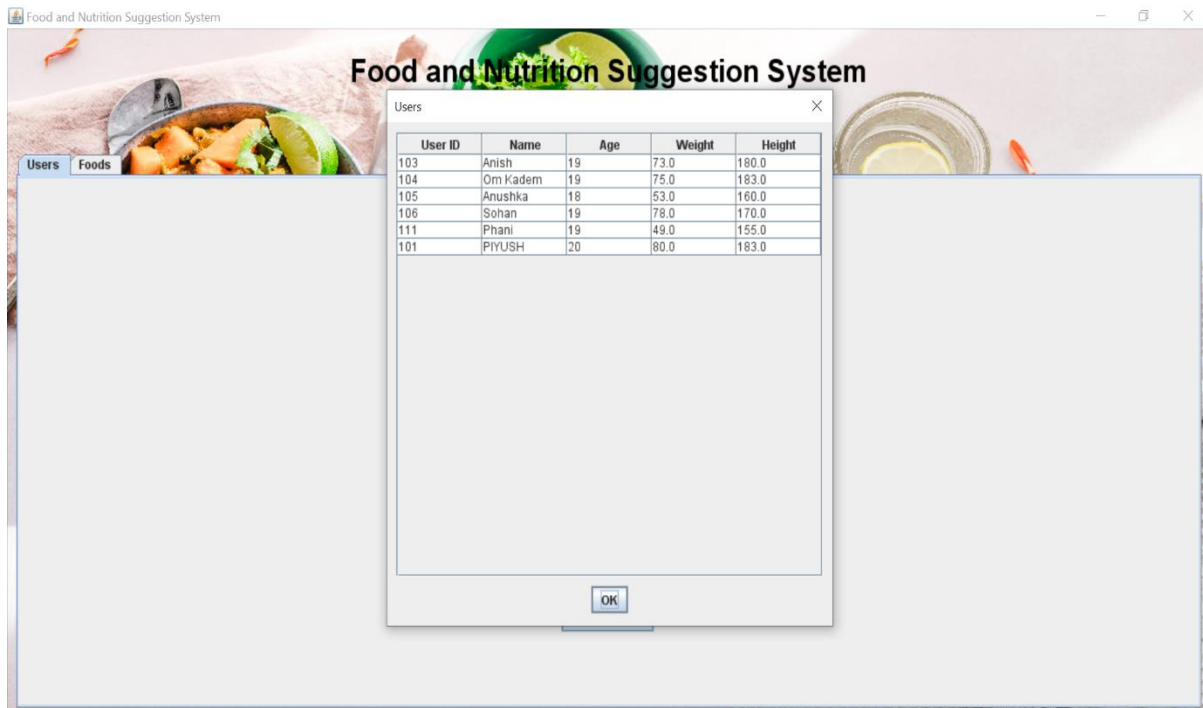 Food and Nutrition Suggestion System
Food and Nutrition Suggestion System
Users
Users Foods
User ID Name Age Weight Height
103 Anish 19 73.0 180.0
104 Om Kadem 19 75.0 183.0
105 Anushka 18 53.0 160.0
106 Sohan 19 78.0 170.0
111 Phani 19 49.0 155.0
101 PIYUSH 20 80.0 183.0
OK